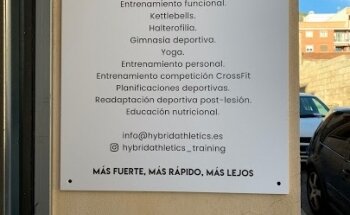 Entrenamiento funcional.
Kettlebells.
Halterofilia.
Gimnasia deportiva.
Yoga.
Entrenamiento personal.
Entrenamiento competición CrossFit
Planificaciones deportivas.
Readaptación deportiva post-lesión.
Educación nutricional.
info@hybridathletics.es
hybridathletics_training
MÁS FUERTE, MÁS RÁPIDO, MÁS LEJOS